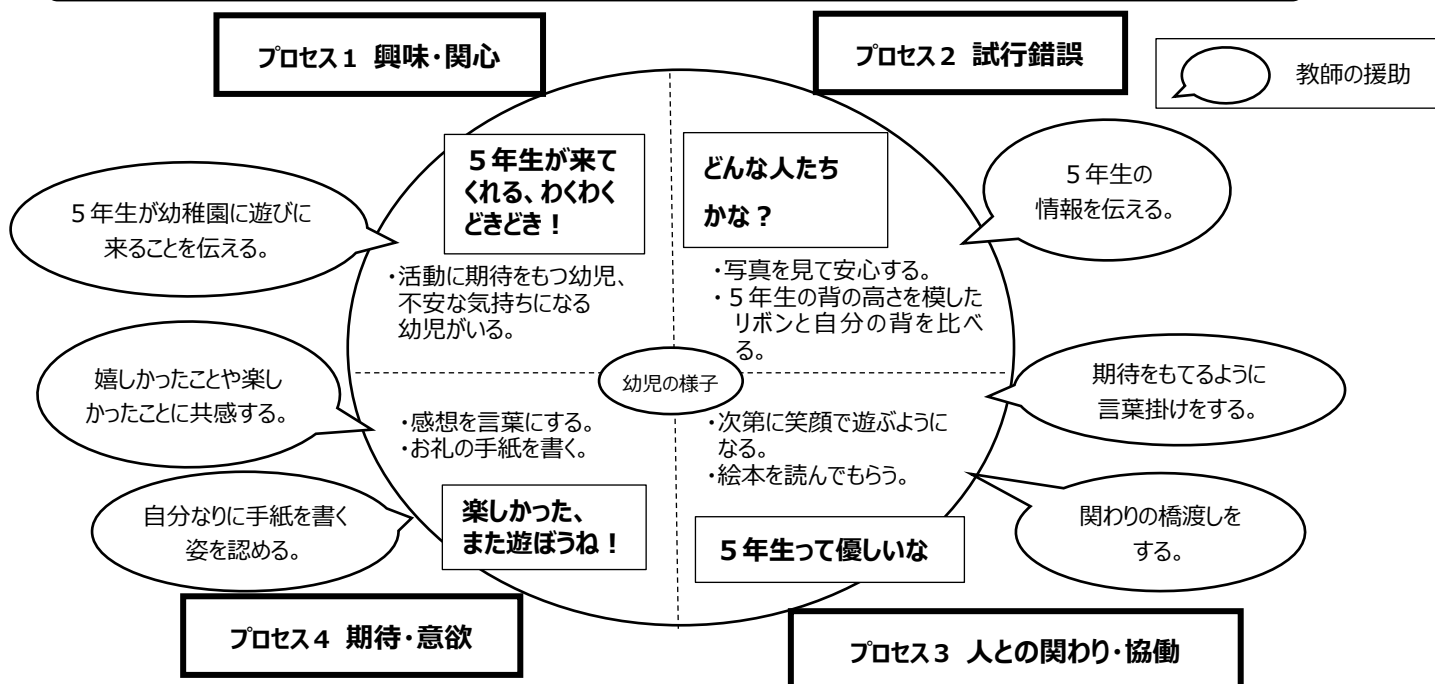 プロセス1 興味・関心
プロセス2 試行錯誤
教師の援助
5年生が来て
くれる、わくわく
どきどき！
どんな人たち
かな？
5年生が幼稚園に遊びに
来ることを伝える。
5年生の
情報を伝える。
・活動に期待をもつ幼児、
不安な気持ちになる
幼児がいる。
・写真を見て安心する。
・5年生の背の高さを模した
リボンと自分の背を比べ
る。
幼児の様子
嬉しかったことや楽し
かったことに共感する。
期待をもてるように
言葉掛けをする。
・感想を言葉にする。
・お礼の手紙を書く。
・次第に笑顔で遊ぶように
なる。
・絵本を読んでもらう。
自分なりに手紙を書く
姿を認める。
楽しかった、
また遊ぼうね！
5年生って優しいな
関わりの橋渡しを
する。
プロセス4 期待・意欲
プロセス3 人との関わり・協働